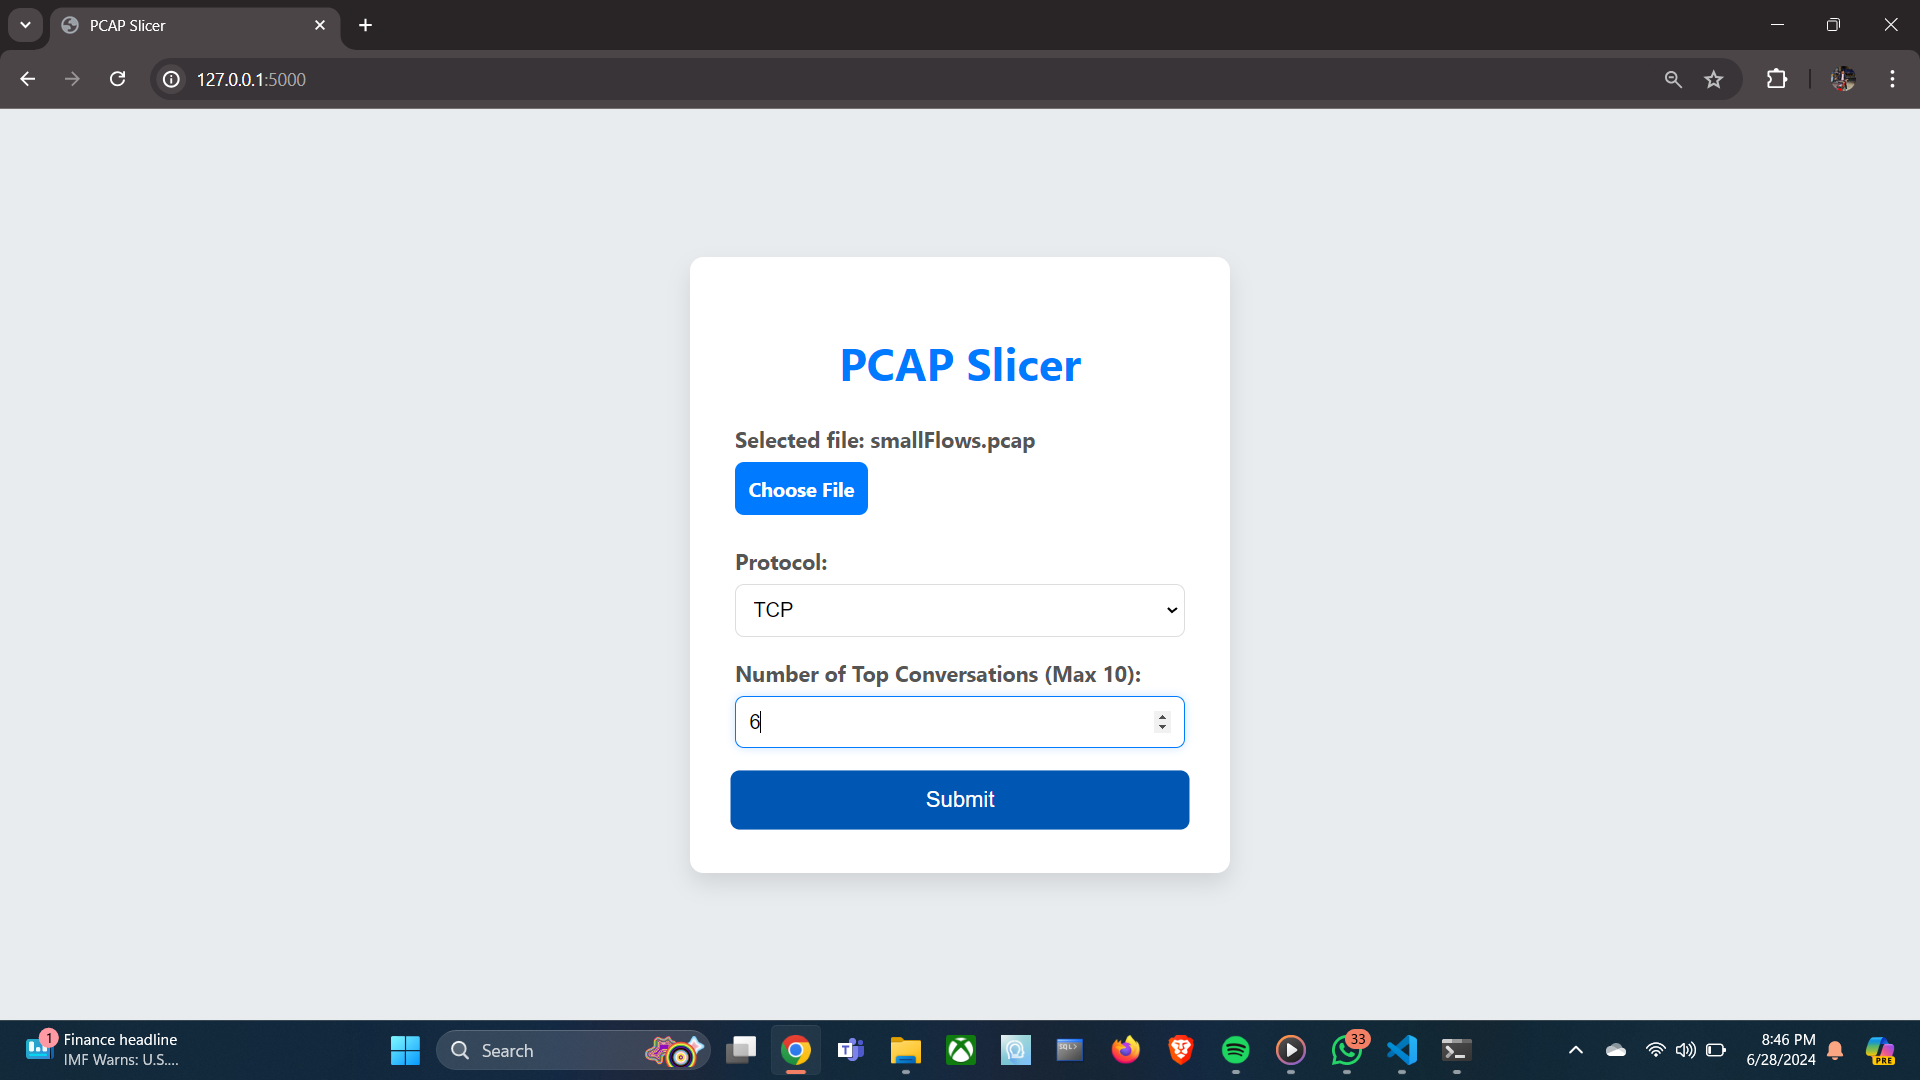 PCAP Slicer
127.0.0.1:5000
PCAP Slicer
Selected file: smallFlows.pcap
Choose File
Protocol:
TCP
Number of Top Conversations (Max 10):
6
Submit
1
Finance headline
IMF Warns: U.S....
Search
SQL>
33
8:46 PM
6/28/2024
PRE